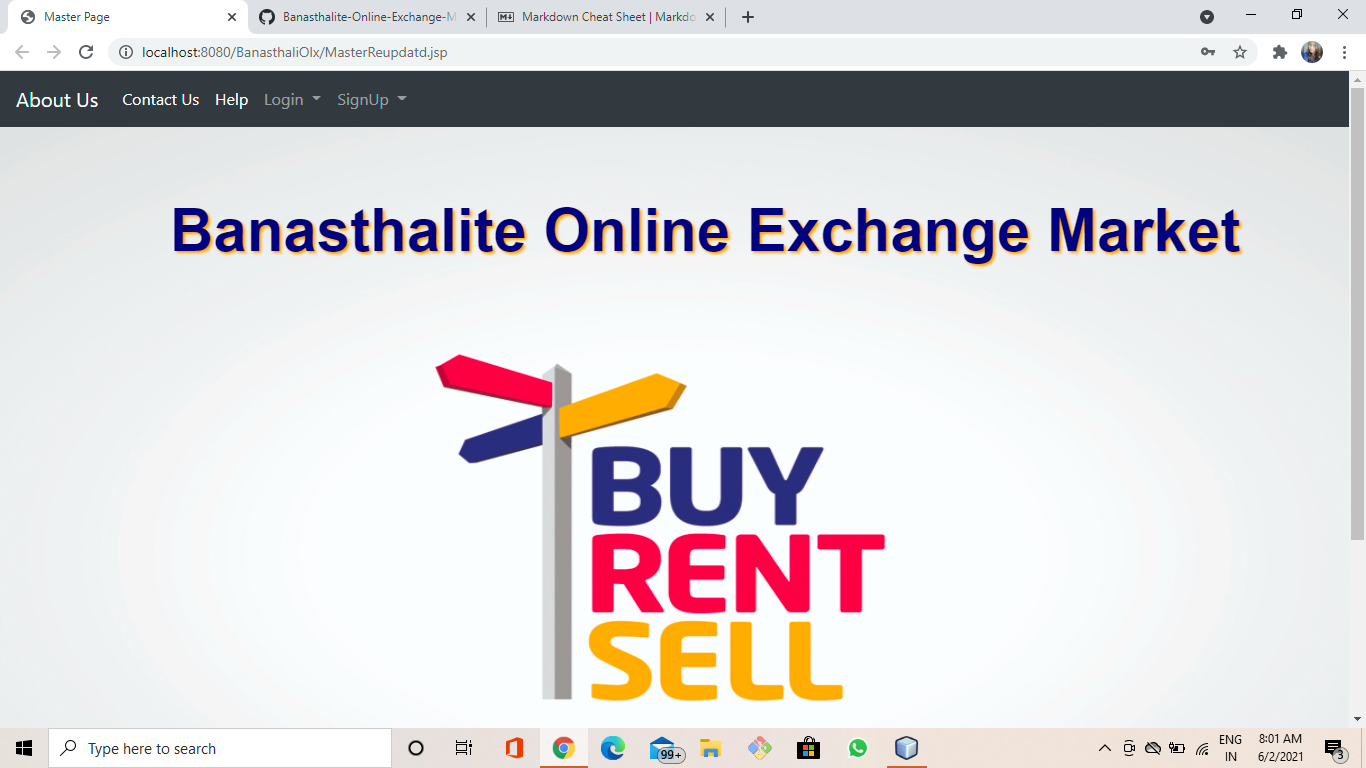 Master Page
Banasthalite-Online-Exchange-M
Markdown Cheat Sheet | Markdo
localhost:8080/BanasthaliOlx/MasterReupdatd.jsp
About Us Contact Us Help Login SignUp
Banasthalite Online Exchange Market
BUY
RENT
SELL
Type here to search
99+
ENG
IN
8:01 AM
6/2/2021
3